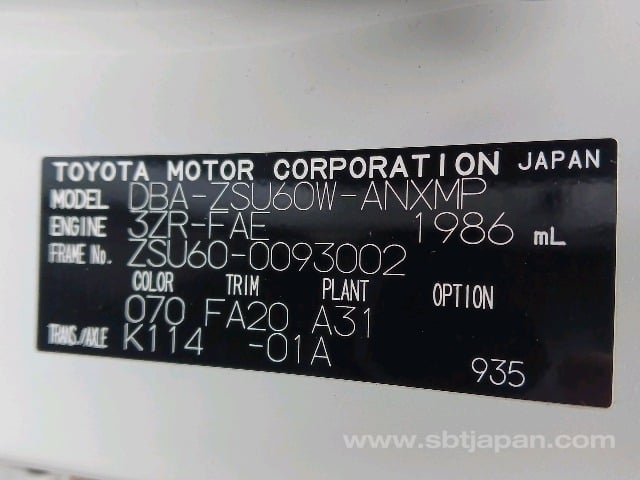 TOYOTA MOTOR CORPORATION JAPAN
MODEL DBA-ZSU60W-ANXMP
ENGINE 3ZR-FAE 1986 mL
FRAME No. ZSU60-0093002
COLOR TRIM PLANT OPTION
070 FA20 A31
TRANS./AXLE K114 -01A
935
www.sbtjapan.com